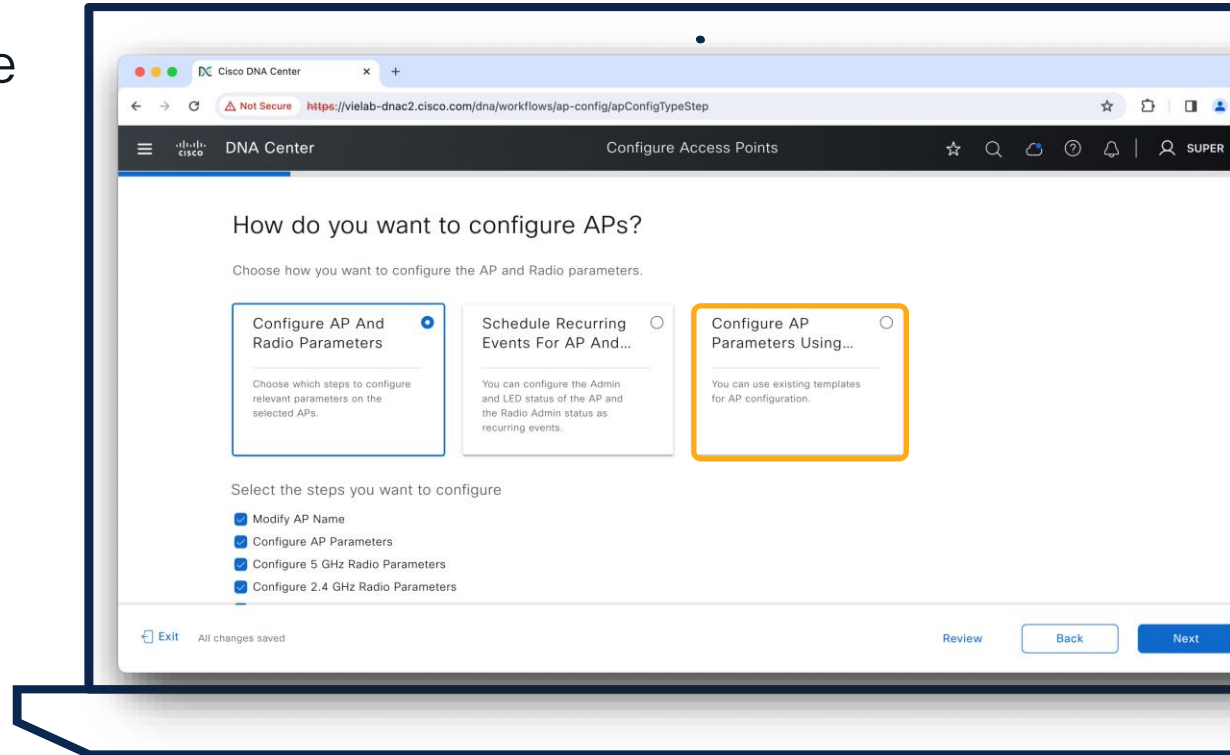 e
Cisco DNA Center
Not Secure https://vielab-dnac2.cisco.com/dna/workflows/ap-config/apConfigTypeStep
cisco DNA Center Configure Access Points SUPER
How do you want to configure APs?
Choose how you want to configure the AP and Radio parameters.
Configure AP And
Radio Parameters
Choose which steps to configure
relevant parameters on the
selected APs.
Schedule Recurring
Events For AP And...
You can configure the Admin
and LED status of the AP and
the Radio Admin status as
recurring events.
Configure AP
Parameters Using...
You can use existing templates
for AP configuration.
Select the steps you want to configure
Modify AP Name
Configure AP Parameters
Configure 5 GHz Radio Parameters
Configure 2.4 GHz Radio Parameters
Exit All changes saved Review Back Next